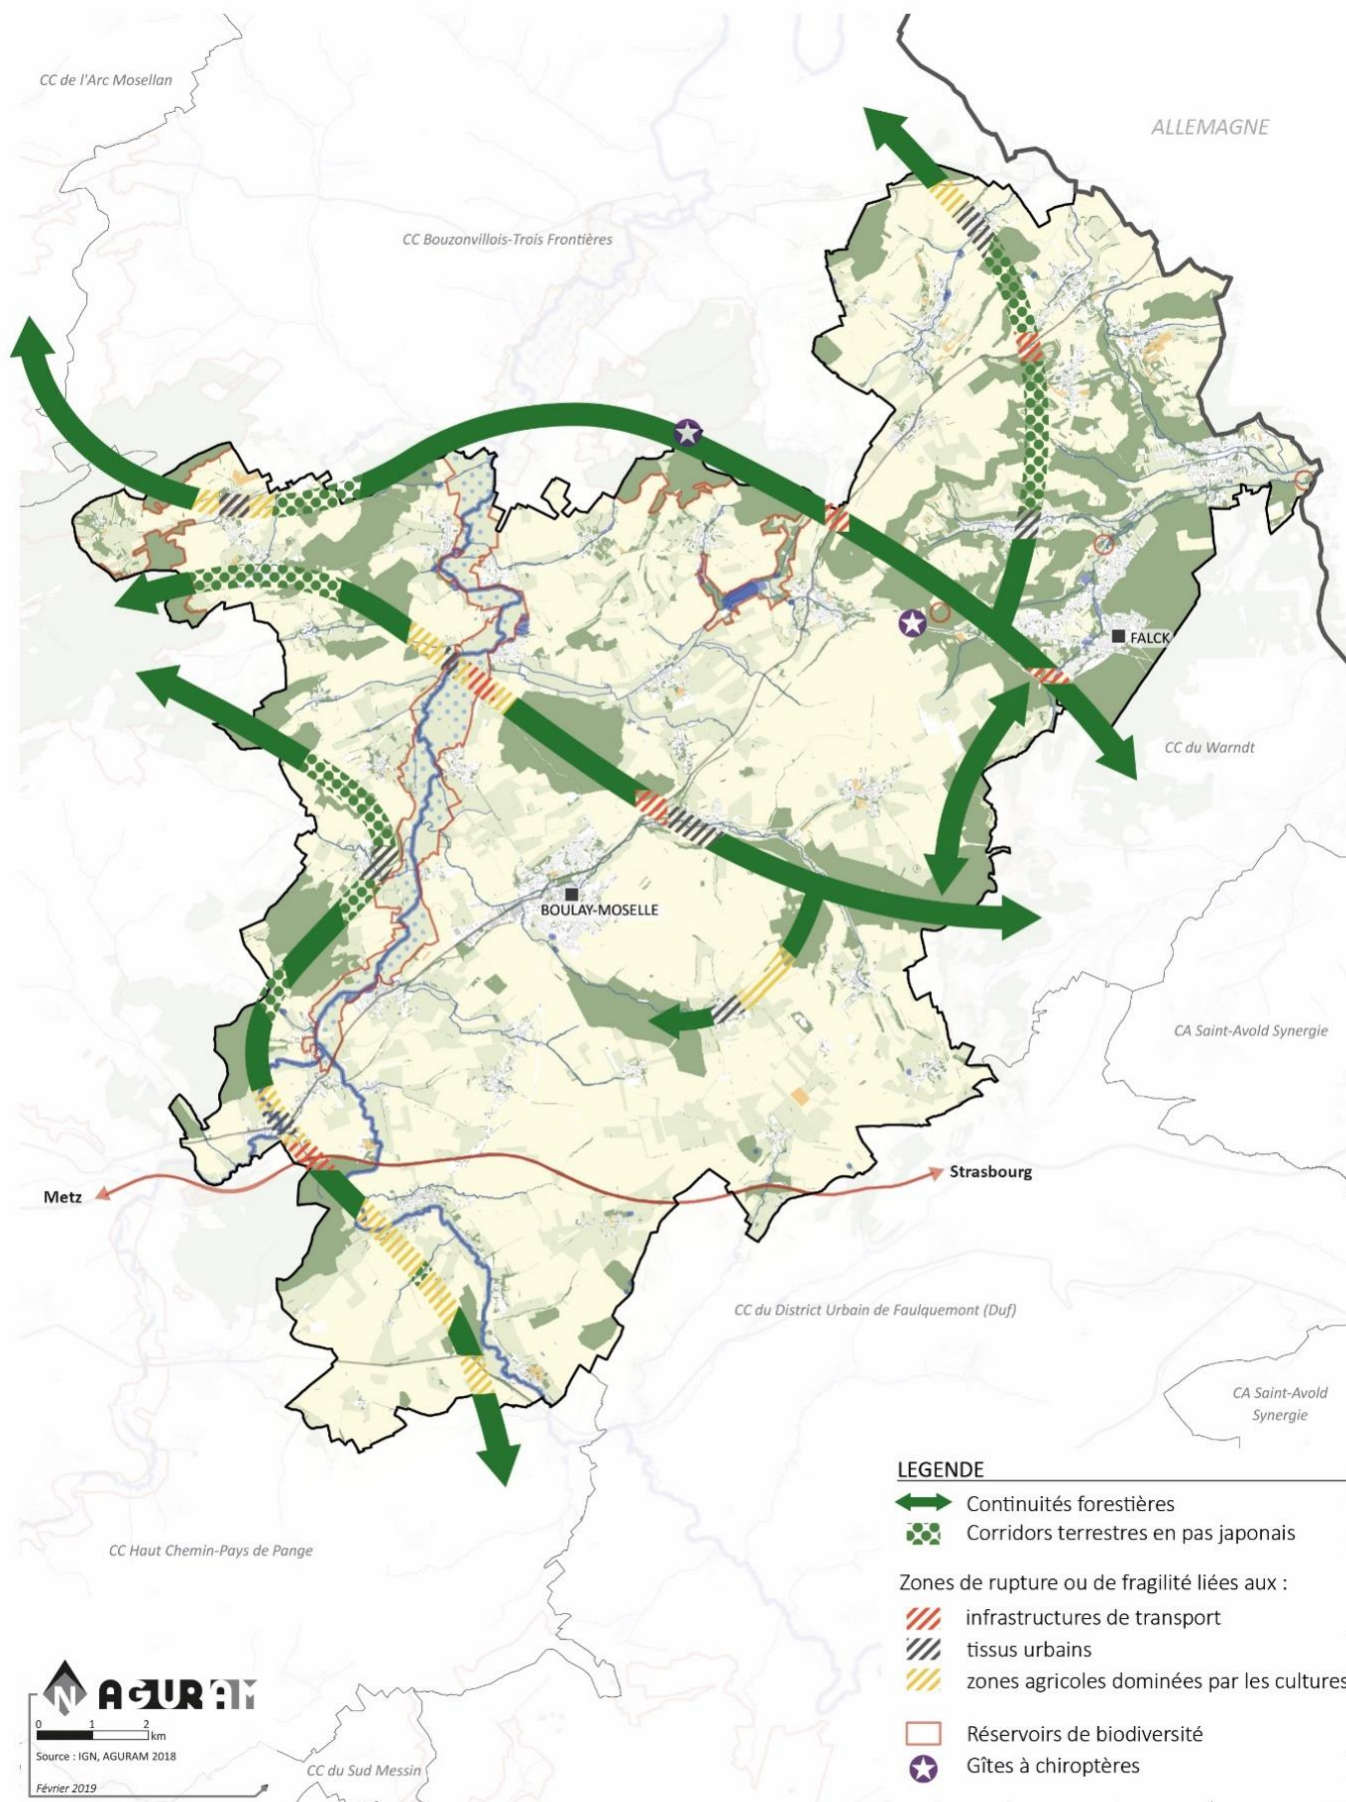 CC de l'Arc Mosellan
ALLEMAGNE
CC Bouzonvillois-Trois Frontières
FALCK
CC du Warndt
BOULAY-MOSELLE
CA Saint-Avold Synergie
Metz
Strasbourg
CC du District Urbain de Faulquemont (Duf)
CA Saint-Avold
Synergie
CC Haut Chemin-Pays de Pange
CC du Sud Messin
LEGENDE
Continuités forestières
Corridors terrestres en pas japonais
Zones de rupture ou de fragilité liées aux :
infrastructures de transport
tissus urbains
zones agricoles dominées par les cultures
Réservoirs de biodiversité
Gîtes à chiroptères
N AGURAM
0 1 2
km
Source : IGN, AGURAM 2018
Février 2019